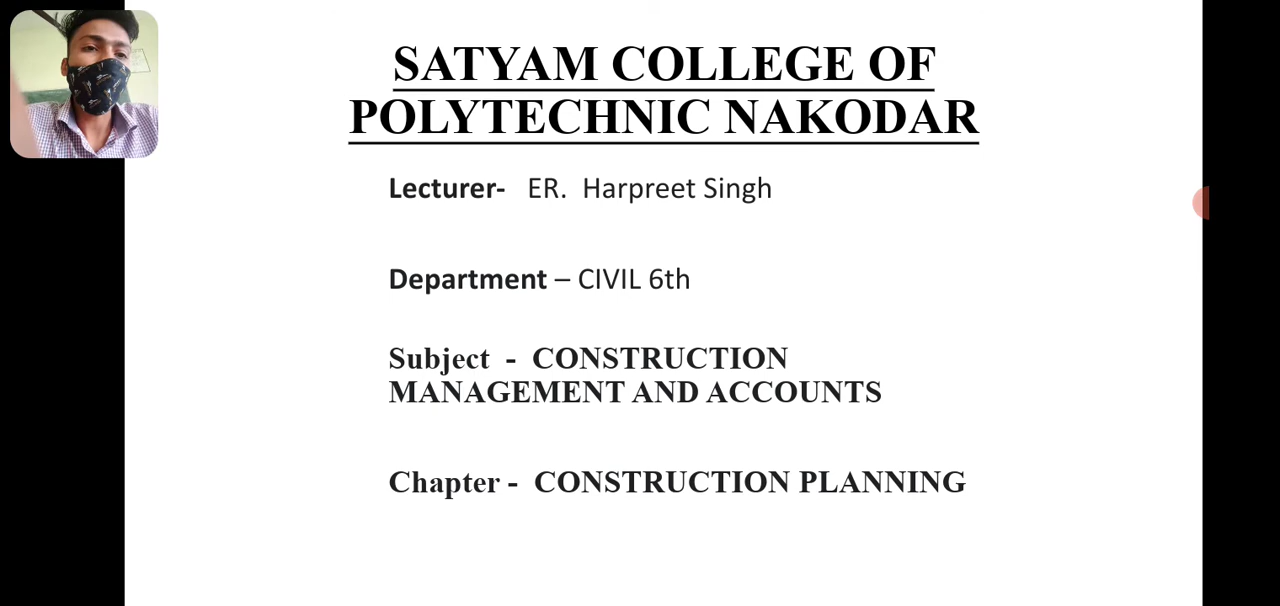 SATYAM COLLEGE OF
POLYTECHNIC NAKODAR
Lecturer-   ER.  Harpreet Singh
Department – CIVIL 6th
Subject  -  CONSTRUCTION
MANAGEMENT AND ACCOUNTS
Chapter -  CONSTRUCTION PLANNING